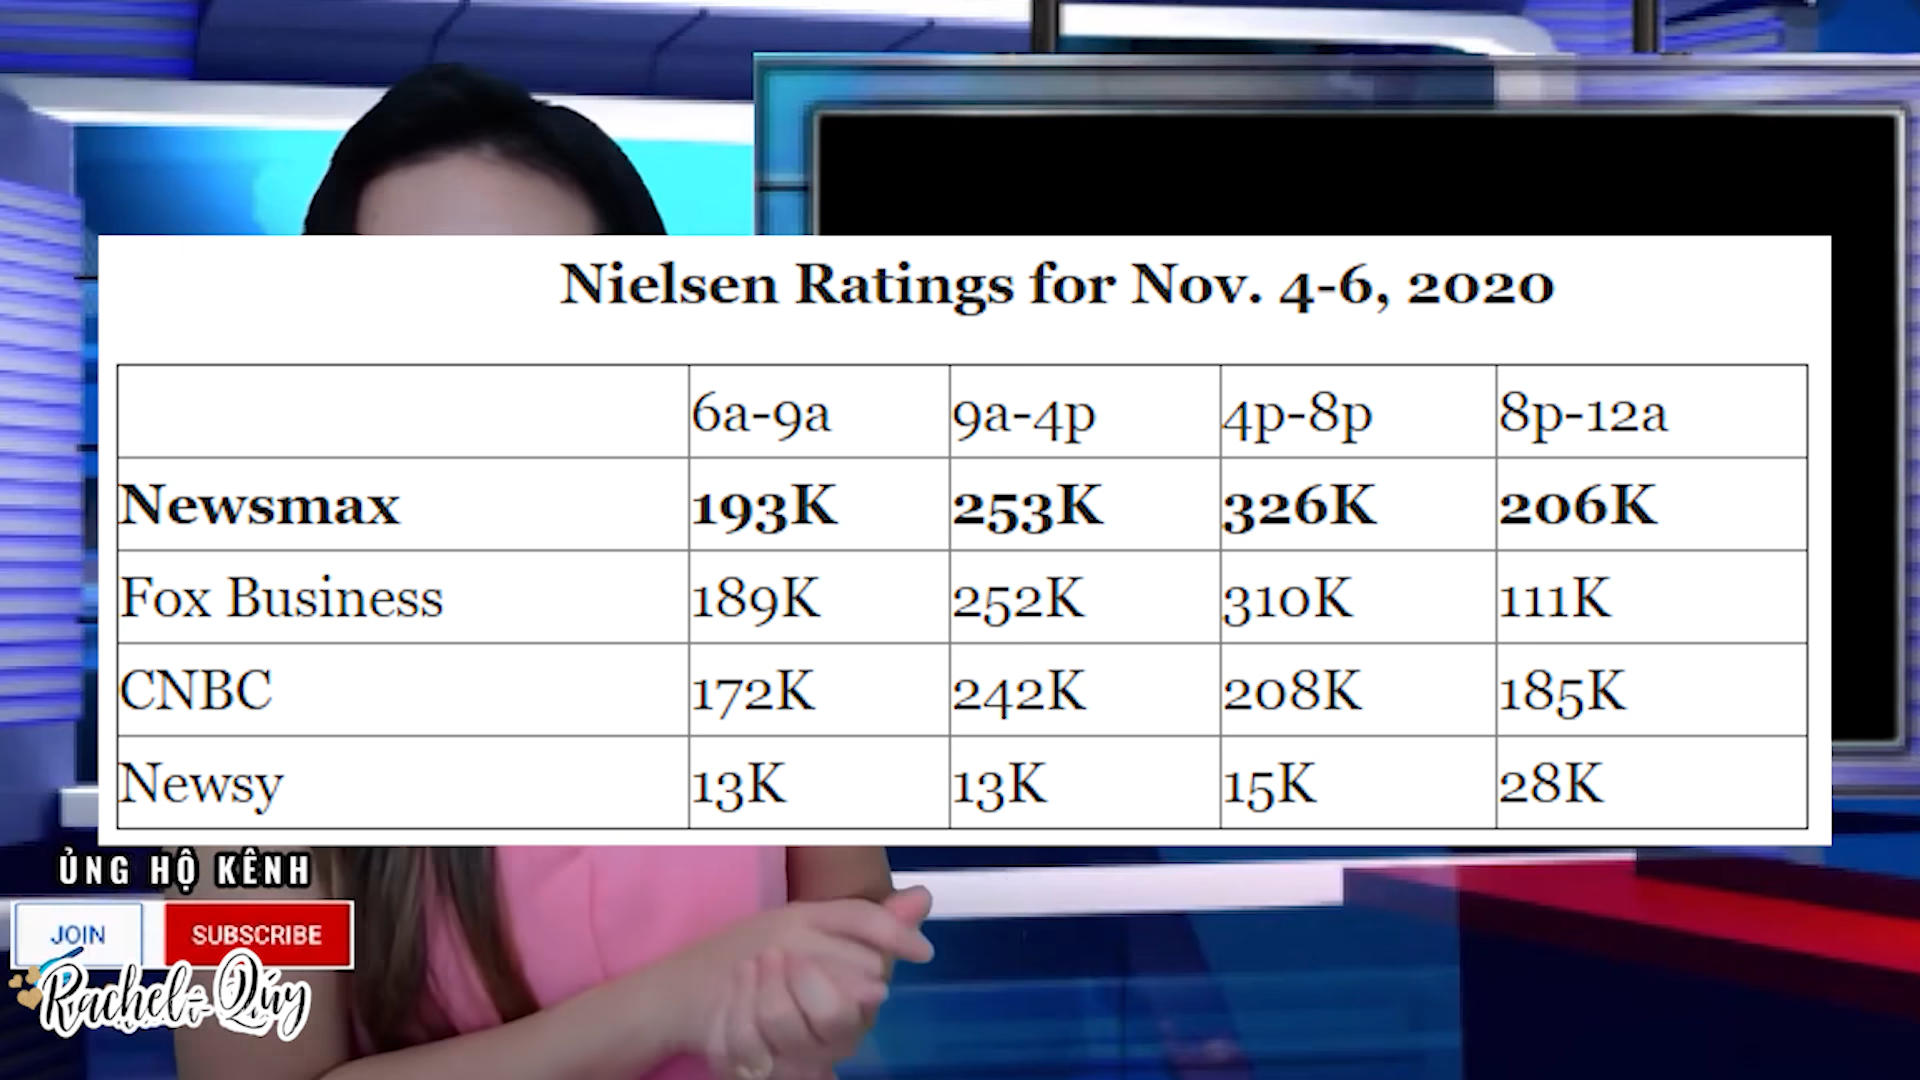 Nielsen Ratings for Nov. 4-6, 2020
6a-9a 9a-4p 4p-8p 8p-12a
Newsmax 193K 253K 326K 206K
Fox Business 189K 252K 310K 111K
CNBC 172K 242K 208K 185K
Newsy 13K 13K 15K 28K
ỦNG HỘ KÊNH
JOIN SUBSCRIBE
Rachel-Qúy